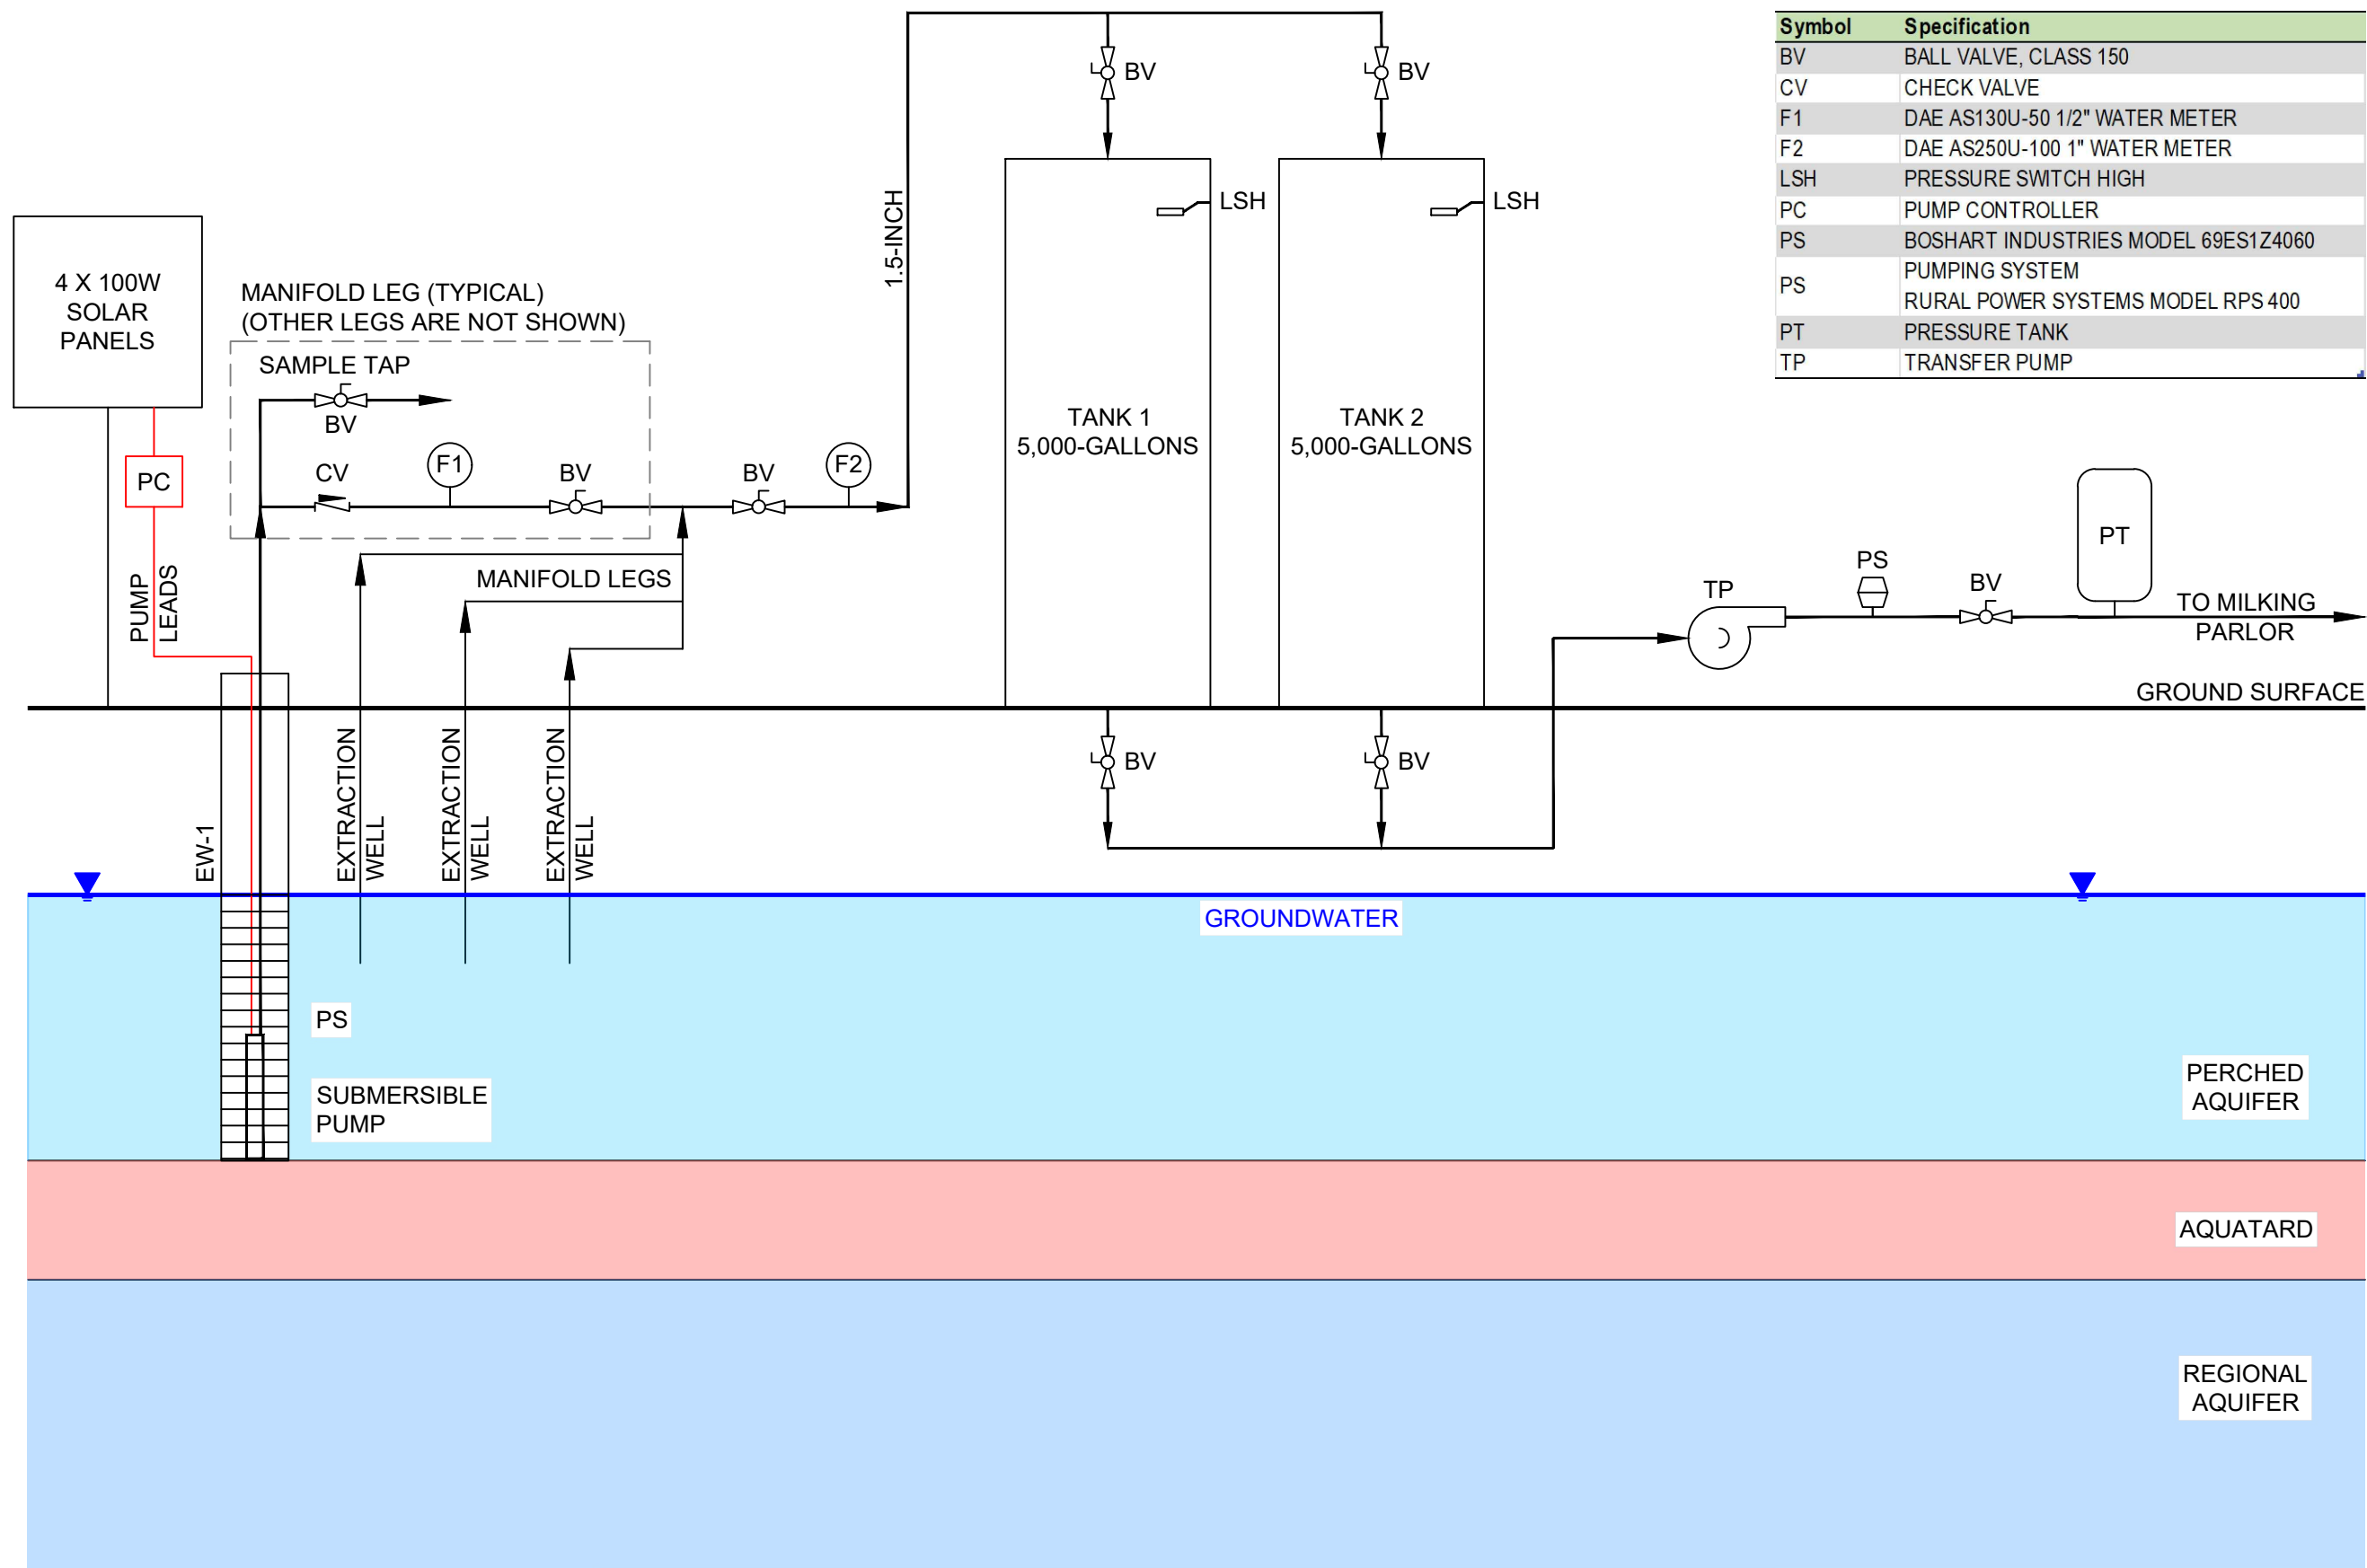 Symbol Specification
BV BALL VALVE, CLASS 150
CV CHECK VALVE
F1 DAE AS130U-50 1/2" WATER METER
F2 DAE AS250U-100 1" WATER METER
LSH PRESSURE SWITCH HIGH
PC PUMP CONTROLLER
PS BOSHART INDUSTRIES MODEL 69ES1Z4060
PS PUMPING SYSTEM
RURAL POWER SYSTEMS MODEL RPS 400
PT PRESSURE TANK
TP TRANSFER PUMP
BV
BV
LSH
LSH
1.5-INCH
4 X 100W
SOLAR
PANELS
MANIFOLD LEG (TYPICAL)
(OTHER LEGS ARE NOT SHOWN)
SAMPLE TAP
BV
CV
F1
BV
BV
F2
PC
TANK 1
5,000-GALLONS
TANK 2
5,000-GALLONS
PUMP
LEADS
MANIFOLD LEGS
TP
PS
BV
PT
TO MILKING
PARLOR
GROUND SURFACE
EW-1
EXTRACTION
WELL
EXTRACTION
WELL
EXTRACTION
WELL
BV
BV
GROUNDWATER
PS
SUBMERSIBLE
PUMP
PERCHED
AQUIFER
AQUATARD
REGIONAL
AQUIFER